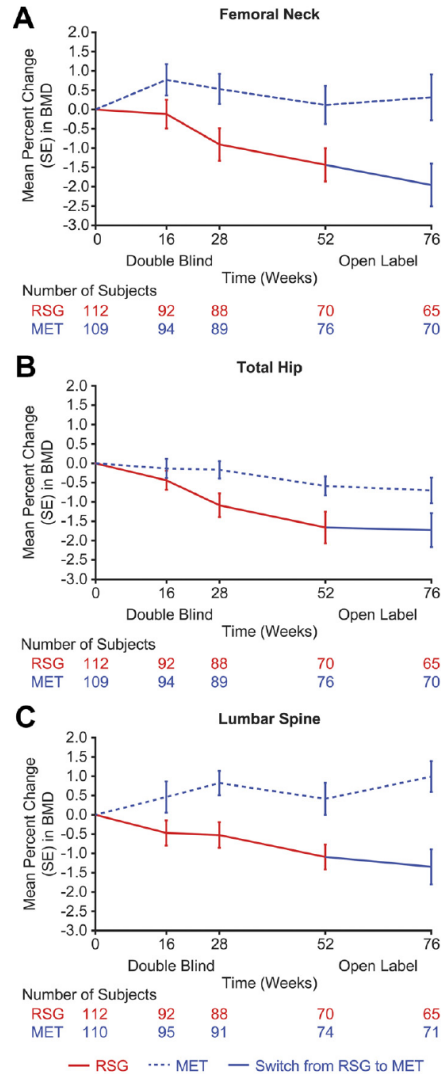 A
Femoral Neck
Mean Percent Change
(SE) in BMD
2.0
1.5
1.0
0.5
0.0
-0.5
-1.0
-1.5
-2.0
-2.5
-3.0
0 16 28 52 76
Double Blind Open Label
Time (Weeks)
Number of Subjects
RSG 112 92 88 70 65
MET 109 94 89 76 70
B
Total Hip
Mean Percent Change
(SE) in BMD
2.0
1.5
1.0
0.5
0.0
-0.5
-1.0
-1.5
-2.0
-2.5
-3.0
0 16 28 52 76
Double Blind Open Label
Time (Weeks)
Number of Subjects
RSG 112 92 88 70 65
MET 109 94 89 76 70
C
Lumbar Spine
Mean Percent Change
(SE) in BMD
2.0
1.5
1.0
0.5
0.0
-0.5
-1.0
-1.5
-2.0
-2.5
-3.0
0 16 28 52 76
Double Blind Open Label
Time (Weeks)
Number of Subjects
RSG 112 92 88 70 65
MET 110 95 91 74 71
RSG MET Switch from RSG to MET